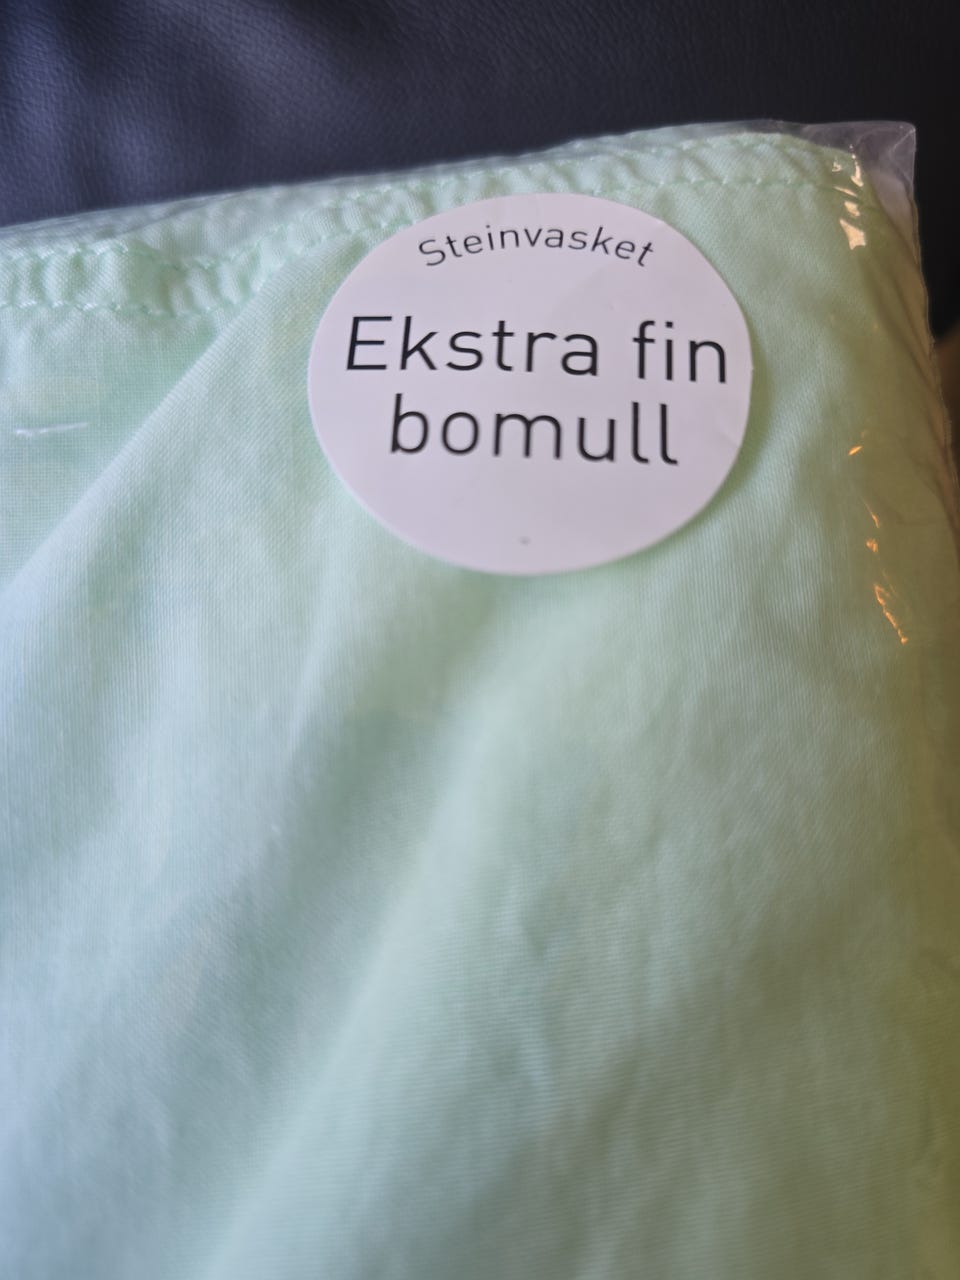 Steinvasket
Ekstra fin
bomull